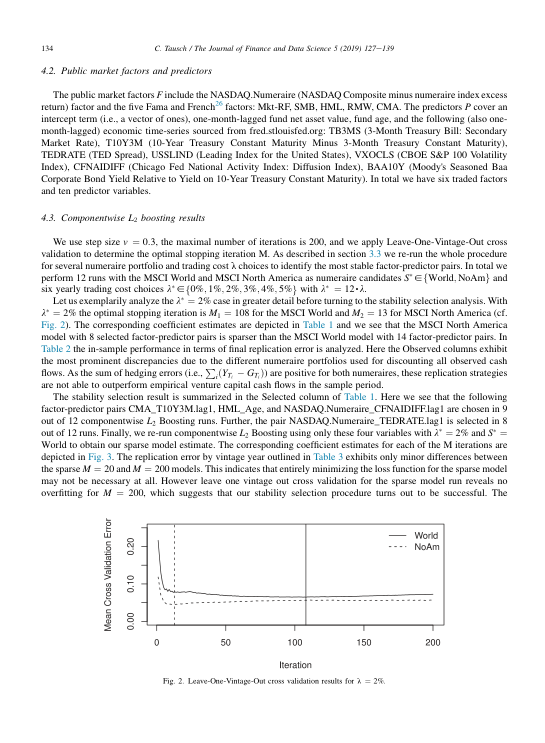 134
C. Tausch / The Journal of Finance and Data Science 5 (2019) 127–139
4.2. Public market factors and predictors
The public market factors F include the NASDAQ.Numeraire (NASDAQ Composite minus numeraire index excess
return) factor and the five Fama and French26 factors: Mkt-RF, SMB, HML, RMW, CMA. The predictors P cover an
intercept term (i.e., a vector of ones), one-month-lagged fund net asset value, fund age, and the following (also one-
month-lagged) economic time-series sourced from fred.stlouisfed.org: TB3MS (3-Month Treasury Bill: Secondary
Market Rate), T10Y3M (10-Year Treasury Constant Maturity Minus 3-Month Treasury Constant Maturity),
TEDRATE (TED Spread), USSLIND (Leading Index for the United States), VXOCLS (CBOE S&P 100 Volatility
Index), CFNAIDIFF (Chicago Fed National Activity Index: Diffusion Index), BAA10Y (Moody's Seasoned Baa
Corporate Bond Yield Relative to Yield on 10-Year Treasury Constant Maturity). In total we have six traded factors
and ten predictor variables.
4.3. Componentwise L2 boosting results
We use step size ν = 0.3, the maximal number of iterations is 200, and we apply Leave-One-Vintage-Out cross
validation to determine the optimal stopping iteration M. As described in section 3.3 we re-run the whole procedure
for several numeraire portfolio and trading cost λ choices to identify the most stable factor-predictor pairs. In total we
perform 12 runs with the MSCI World and MSCI North America as numeraire candidates S* ∈ {World, NoAm} and
six yearly trading cost choices λ* ∈ {0%, 1%, 2%, 3%, 4%, 5%} with λ* = 12•λ.
Let us exemplarily analyze the λ* = 2% case in greater detail before turning to the stability selection analysis. With
λ* = 2% the optimal stopping iteration is M1 = 108 for the MSCI World and M2 = 13 for MSCI North America (cf.
Fig. 2). The corresponding coefficient estimates are depicted in Table 1 and we see that the MSCI North America
model with 8 selected factor-predictor pairs is sparser than the MSCI World model with 14 factor-predictor pairs. In
Table 2 the in-sample performance in terms of final replication error is analyzed. Here the Observed columns exhibit
the most prominent discrepancies due to the different numeraire portfolios used for discounting all observed cash
flows. As the sum of hedging errors (i.e., ∑i(YTi − GTi)) are positive for both numeraires, these replication strategies
are not able to outperform empirical venture capital cash flows in the sample period.
The stability selection result is summarized in the Selected column of Table 1. Here we see that the following
factor-predictor pairs CMA_T10Y3M.lag1, HML_Age, and NASDAQ.Numeraire_CFNAIDIFF.lag1 are chosen in 9
out of 12 componentwise L2 Boosting runs. Further, the pair NASDAQ.Numeraire_TEDRATE.lag1 is selected in 8
out of 12 runs. Finally, we re-run componentwise L2 Boosting using only these four variables with λ* = 2% and S* =
World to obtain our sparse model estimate. The corresponding coefficient estimates for each of the M iterations are
depicted in Fig. 3. The replication error by vintage year outlined in Table 3 exhibits only minor differences between
the sparse M = 20 and M = 200 models. This indicates that entirely minimizing the loss function for the sparse model
may not be necessary at all. However leave one vintage out cross validation for the sparse model run reveals no
overfitting for M = 200, which suggests that our stability selection procedure turns out to be successful. The
Mean Cross Validation Error
0.20
0.10
0.00
World
NoAm
0
50
100
150
200
Iteration
Fig. 2. Leave-One-Vintage-Out cross validation results for λ = 2%.